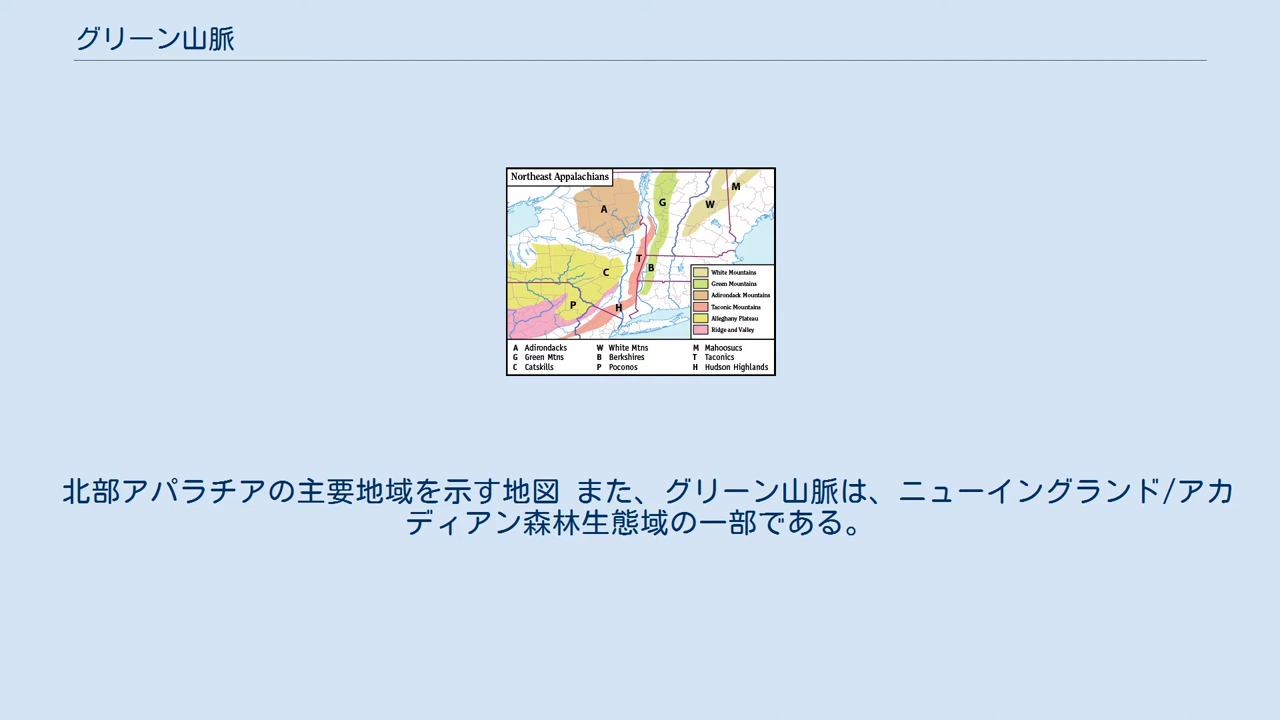 グリーン山脈
Northeast Appalachians
A
G
M
W
T
B
C
P
H
White Mountains
Green Mountains
Adirondack Mountains
Taconic Mountains
Alleghany Plateau
Ridge and Valley
A Adirondacks W White Mtns M Mahoosucs
G Green Mtns B Berkshires T Taconics
C Catskills P Poconos H Hudson Highlands
北部アパラチアの主要地域を示す地図 また、グリーン山脈は、ニューイングランド/アカ
ディアン森林生態域の一部である。